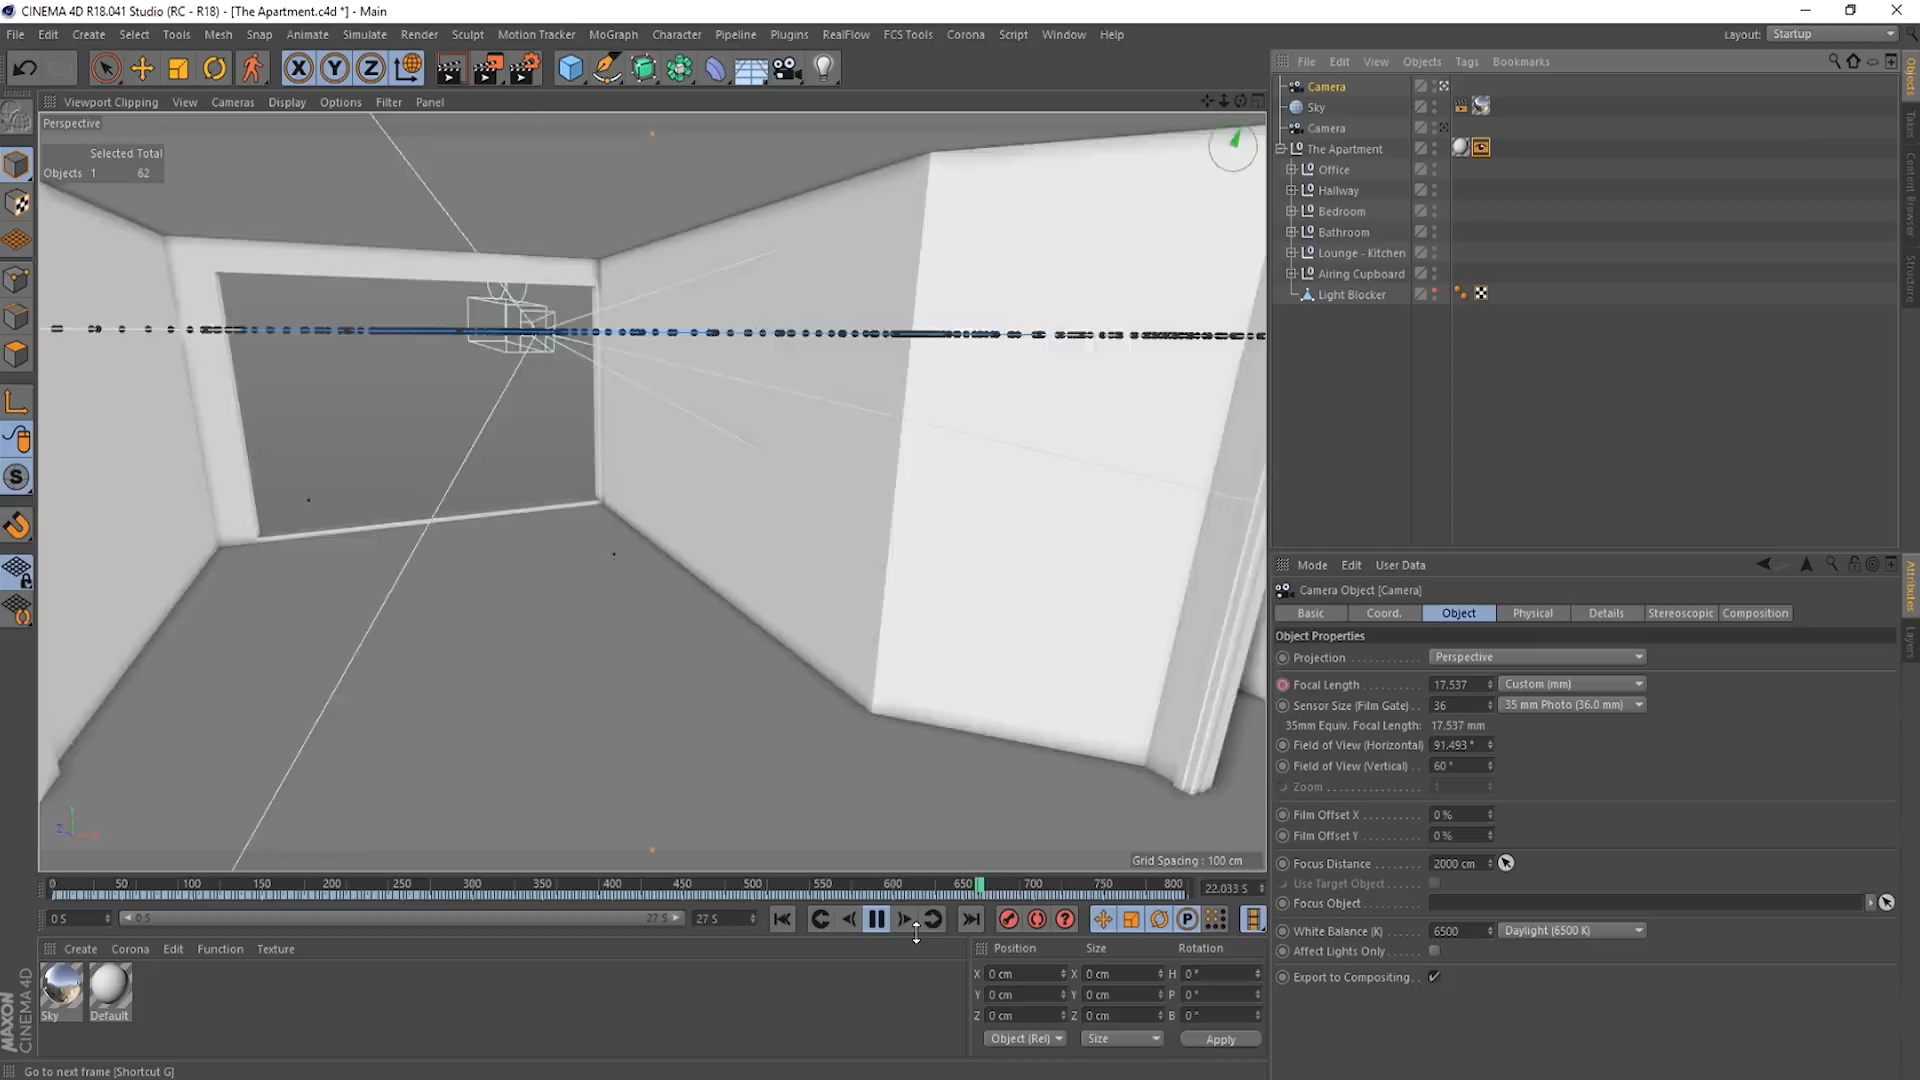 CINEMA 4D R18.041 Studio (RC - R18) - [The Apartment.c4d *] - Main
File Edit Create Select Tools Mesh Snap Animate Simulate Render Sculpt Motion Tracker MoGraph Character Pipeline Plugins RealFlow FCS Tools Corona Script Window Help
Layout: Startup
X Y Z
File Edit View Objects Tags Bookmarks
Viewport Clipping View Cameras Display Options Filter Panel
Perspective
Selected Total
Objects 1 62
Camera
Sky
Camera
The Apartment
Office
Hallway
Bedroom
Bathroom
Lounge - Kitchen
Airing Cupboard
Light Blocker
Objects
Takes
Content Browser
Structure
Mode Edit User Data
Camera Object [Camera]
Basic Coord. Object Physical Details Stereoscopic Composition
Object Properties
Projection Perspective
Focal Length 17.537 Custom (mm)
Sensor Size (Film Gate) 36 35 mm Photo (36.0 mm)
35mm Equiv. Focal Length: 17.537 mm
Field of View (Horizontal) 91.493 °
Field of View (Vertical) 60 °
Zoom 1
Film Offset X 0 %
Film Offset Y 0 %
Focus Distance 2000 cm
Use Target Object
Focus Object
White Balance (K) 6500 Daylight (6500 K)
Affect Lights Only
Export to Compositing
Attributes
Layers
Y
Z X
Grid Spacing : 100 cm
0 50 100 150 200 250 300 350 400 450 500 550 600 650 700 750 800
22.033 S
0 S 0 S 27 S 27 S
Create Corona Edit Function Texture
Sky Default
Position Size Rotation
X 0 cm X 0 cm H 0 °
Y 0 cm Y 0 cm P 0 °
Z 0 cm Z 0 cm B 0 °
Object (Rel) Size Apply
MAXON CINEMA 4D
Go to next frame [Shortcut G]